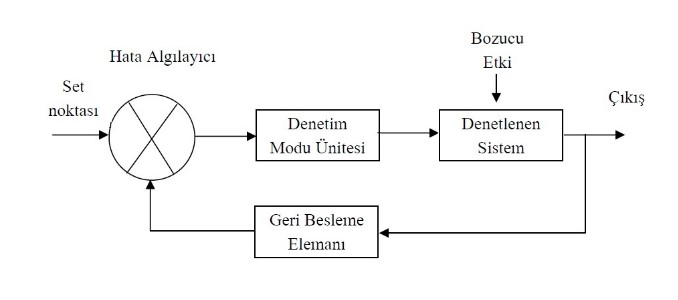 Hata Algılayıcı
Set
noktası
Denetim
Modu Ünitesi
Bozucu
Etki
Denetlenen
Sistem
Çıkış
Geri Besleme
Elemanı